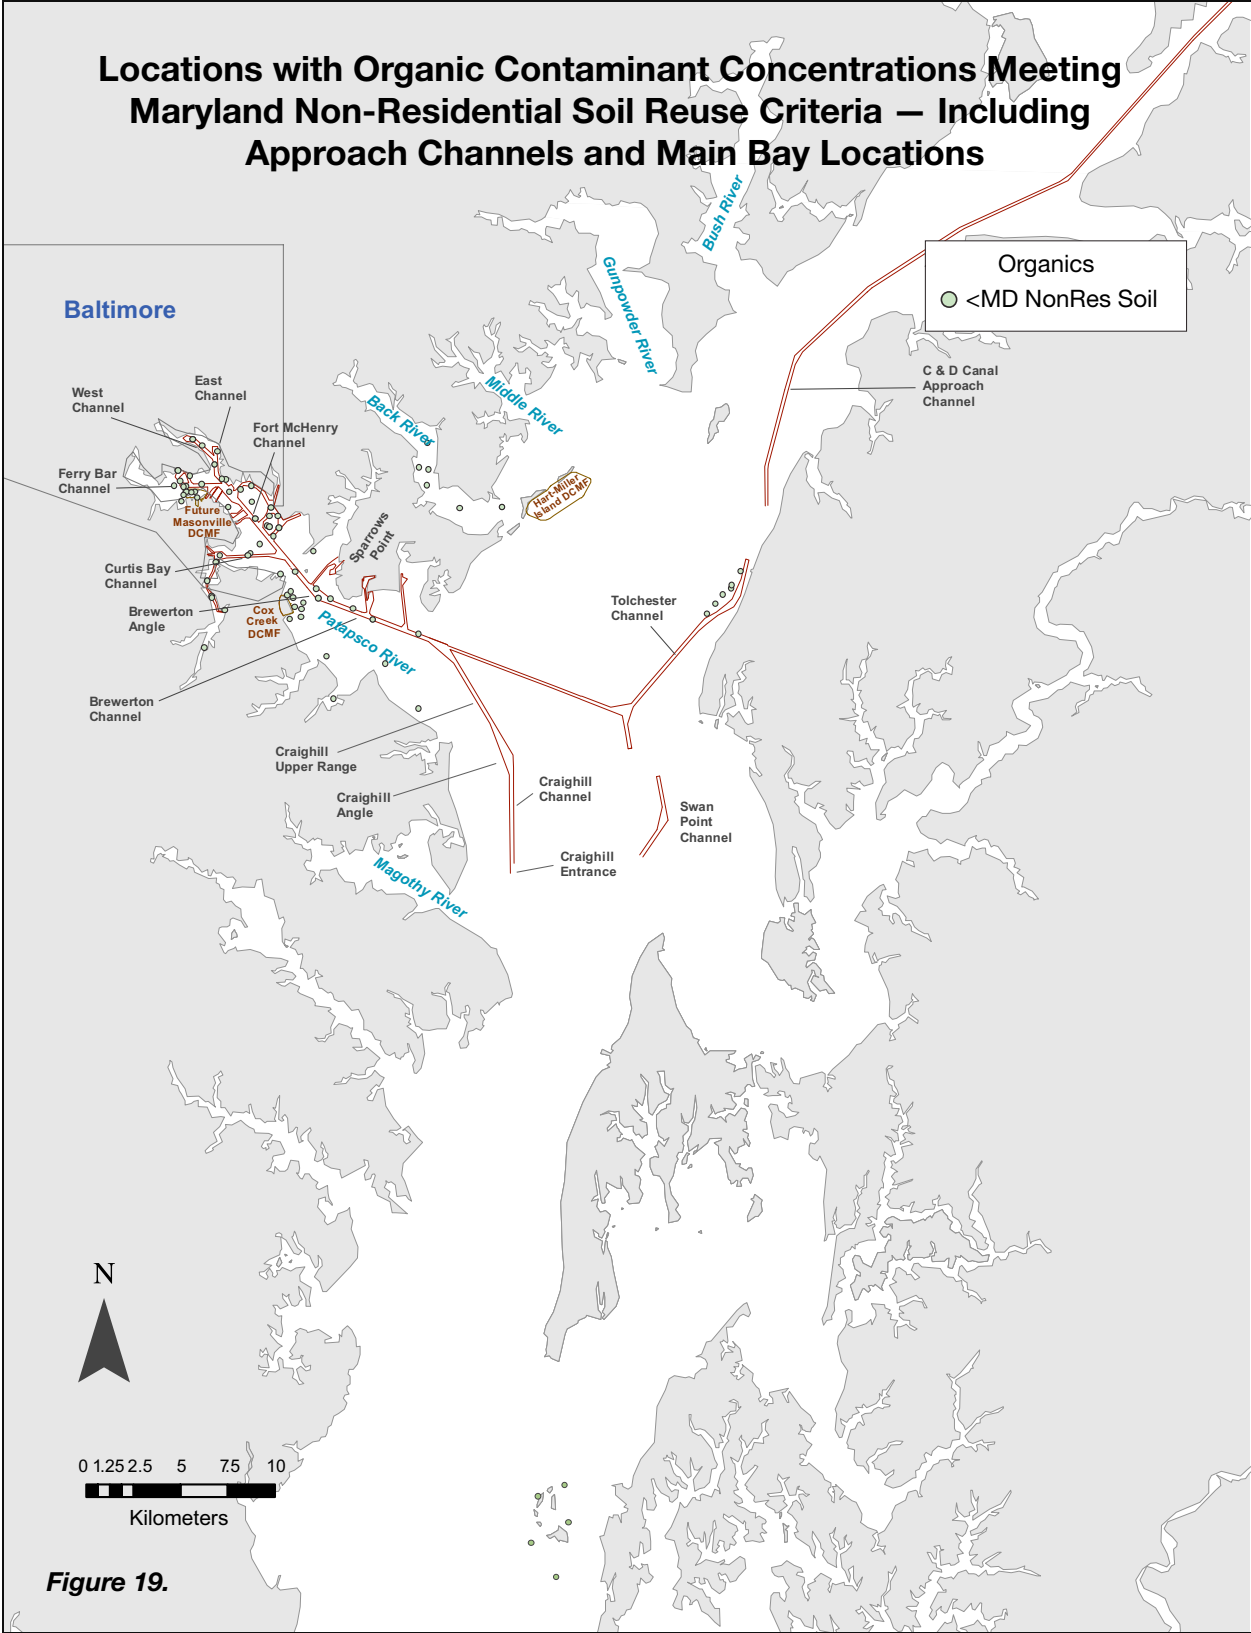 Locations with Organic Contaminant Concentrations Meeting
Maryland Non-Residential Soil Reuse Criteria — Including
Approach Channels and Main Bay Locations
Bush River
Gunpowder River
Organics
<MD NonRes Soil
Baltimore
C & D Canal
Approach
Channel
East
Channel
West
Channel
Back River
Middle River
Fort McHenry
Channel
Ferry Bar
Channel
Hart-Miller
Island DCMF
Future
Masonville
DCMF
Sparrows
Point
Curtis Bay
Channel
Brewerton
Angle
Cox
Creek
DCMF
Patapsco River
Tolchester
Channel
Brewerton
Channel
Craighill
Upper Range
Craighill
Angle
Craighill
Channel
Swan
Point
Channel
Craighill
Entrance
Magothy River
N
0 1.25 2.5 5 7.5 10
Kilometers
Figure 19.